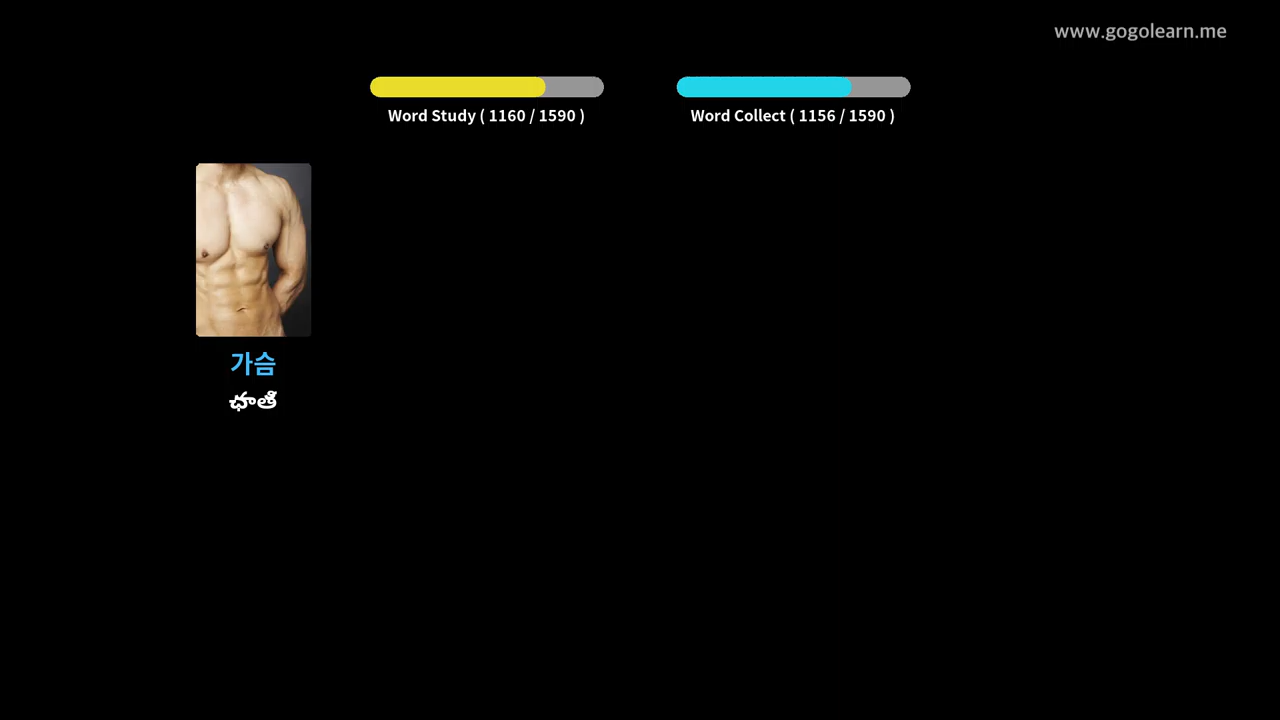 www.gogolearn.me
Word Study ( 1160 / 1590 )
Word Collect ( 1156 / 1590 )
가슴
ఛాతీ